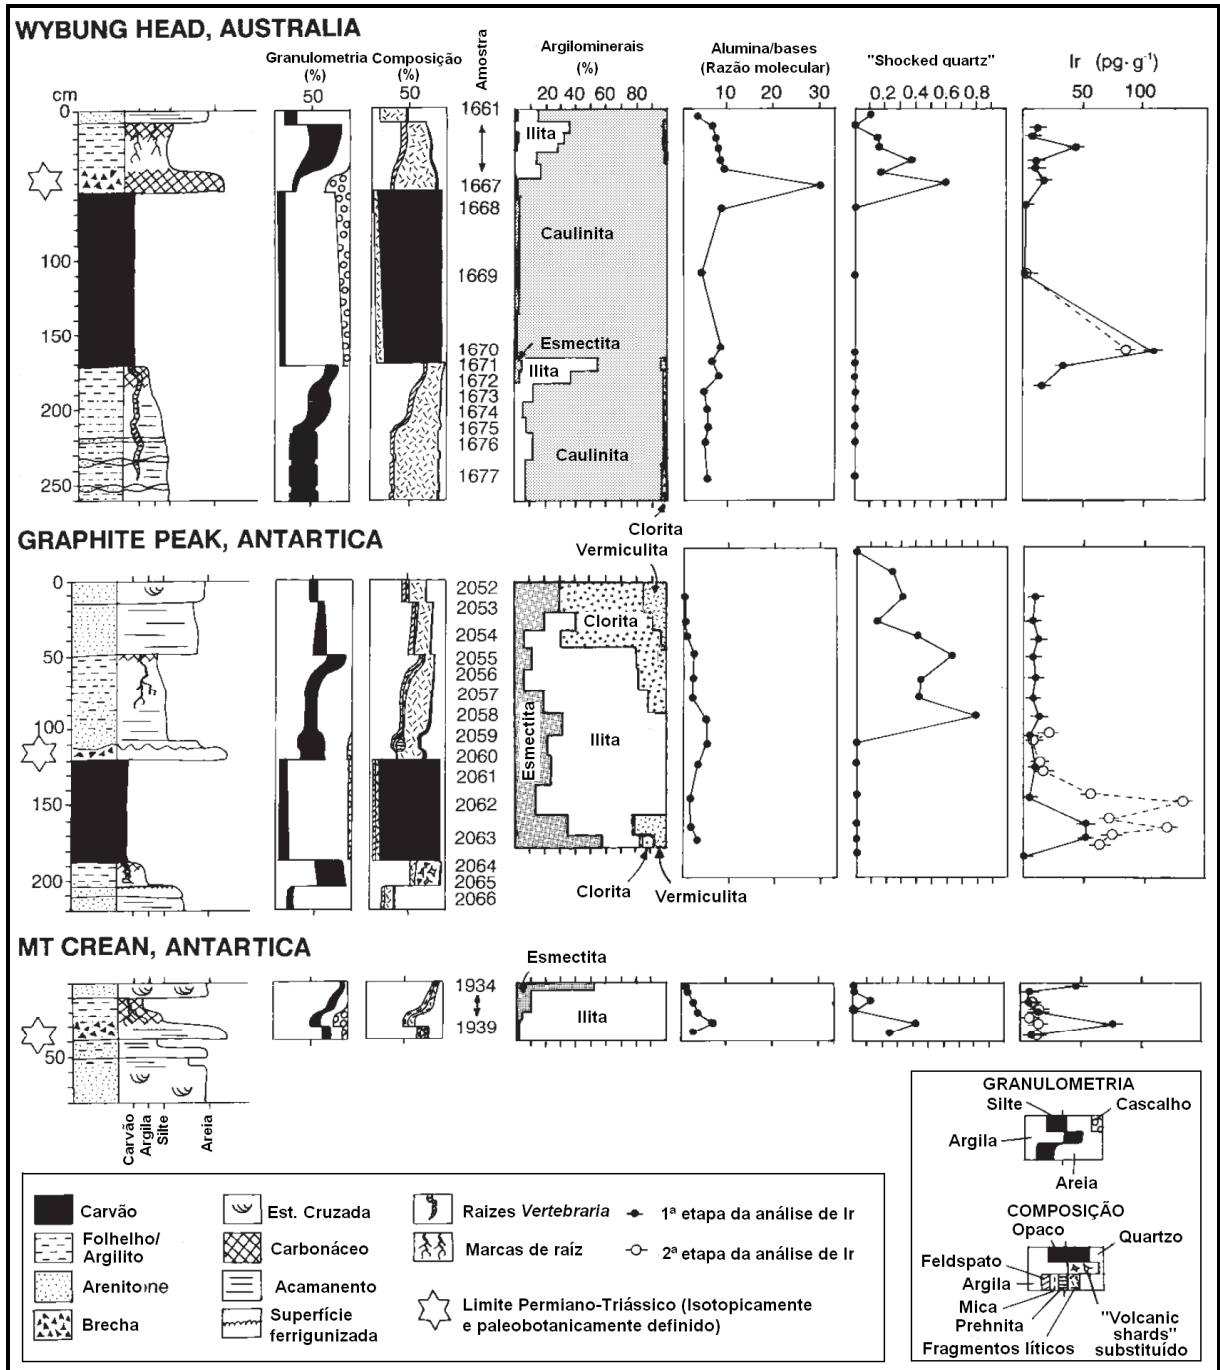 WYBUNG HEAD, AUSTRALIA
Granulometria
(%)
50
Composição
(%)
50
Amostra
Argilominerais
(%)
20 40 60 80
Alumina/bases
(Razão molecular)
0 10 20 30
"Shocked quartz"
0.2 0.4 0.6 0.8
Ir (pg·g-1)
50 100
cm
0
50
100
150
200
250
1661
1667
1668
1669
1670
1671
1672
1673
1674
1675
1676
1677
Ilita
Caulinita
Esmectita
Ilita
Caulinita
Clorita
Vermiculita
GRAPHITE PEAK, ANTARTICA
0
50
100
150
200
2052
2053
2054
2055
2056
2057
2058
2059
2060
2061
2062
2063
2064
2065
2066
Clorita
Esmectita
Ilita
Clorita
Vermiculita
MT CREAN, ANTARTICA
50
1934
1939
Esmectita
Ilita
Carvão
Argila
Silte
Areia
Carvão
Folhelho/
Argilito
Arenito
Brecha
Est. Cruzada
Carbonáceo
Acamanento
Superfície
ferrigunizada
Raizes Vertebraria
Marcas de raíz
1ª etapa da análise de Ir
2ª etapa da análise de Ir
Limite Permiano-Triássico (Isotopicamente
e paleobotanicamente definido)
GRANULOMETRIA
Silte
Cascalho
Argila
Areia
COMPOSIÇÃO
Opaco
Quartzo
Feldspato
Argila
Mica
Prehnita
Fragmentos líticos
"Volcanic
shards"
substituído